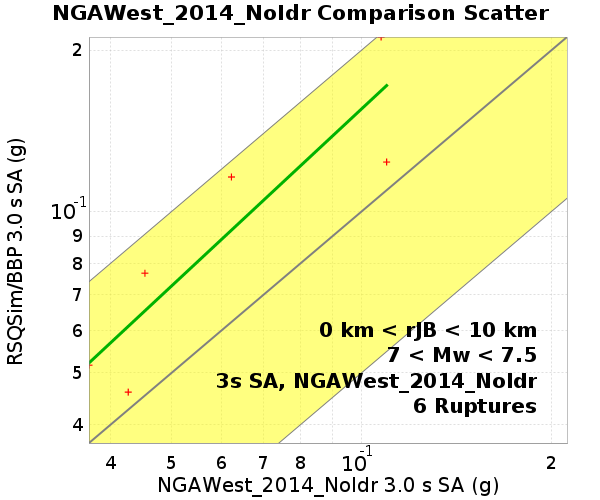 NGAWest_2014_NoIdr Comparison Scatter
RSQSim/BBP 3.0 s SA (g)
2
10-1
9
8
7
6
5
4
0 km < rJB < 10 km
7 < Mw < 7.5
3s SA, NGAWest_2014_NoIdr
6 Ruptures
4 5 6 7 8 10-1 2
NGAWest_2014_NoIdr 3.0 s SA (g)